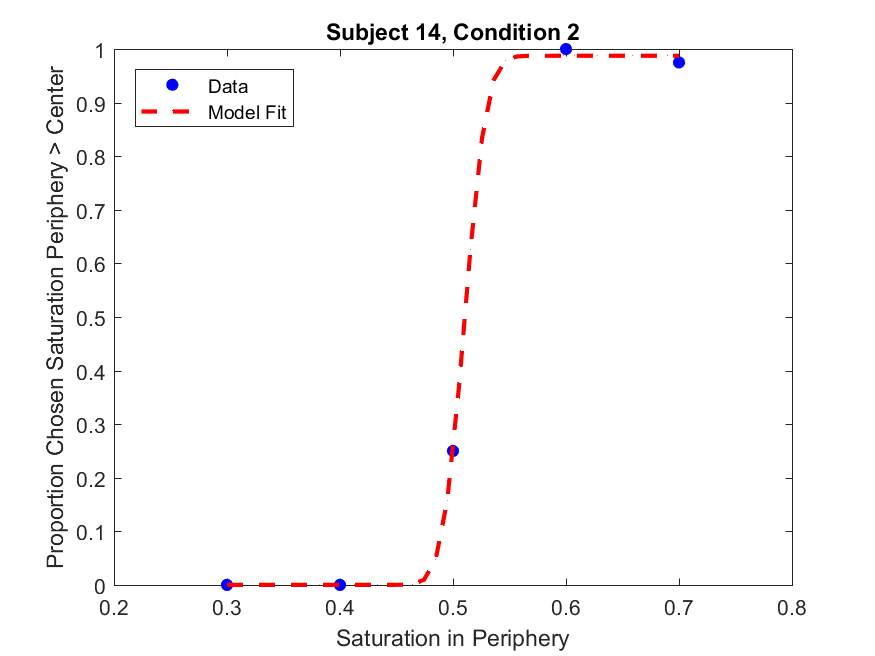 Subject 14, Condition 2
Data
Model Fit
Proportion Chosen Saturation Periphery > Center
1
0.9
0.8
0.7
0.6
0.5
0.4
0.3
0.2
0.1
0
0.2 0.3 0.4 0.5 0.6 0.7 0.8
Saturation in Periphery